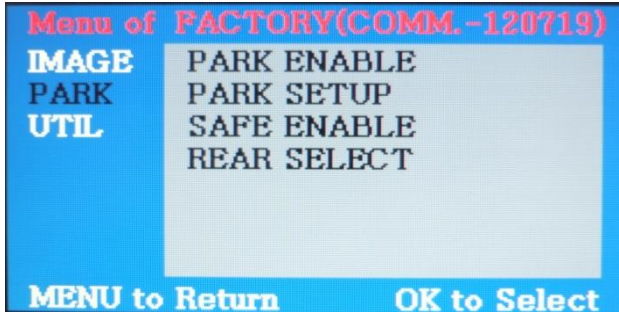 Menu of FACTORY(COMM.-120719)
IMAGE
PARK
UTIL
PARK ENABLE
PARK SETUP
SAFE ENABLE
REAR SELECT
MENU to Return
OK to Select